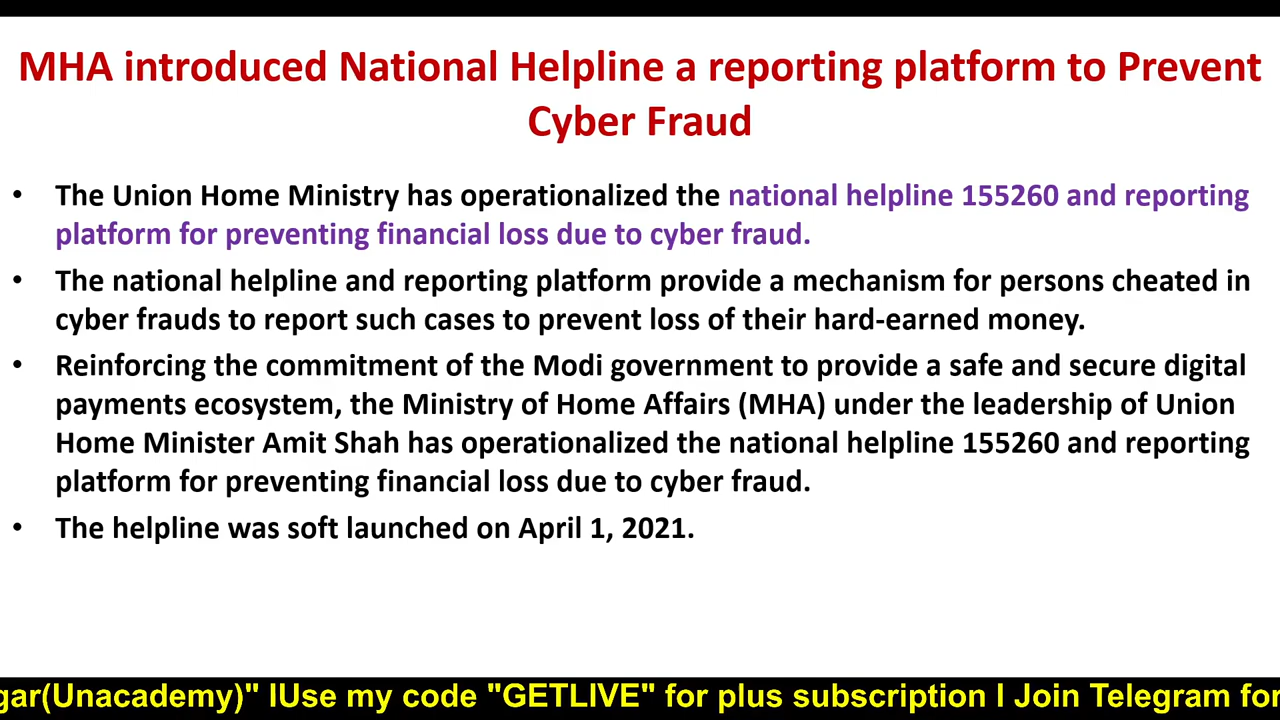 MHA introduced National Helpline a reporting platform to Prevent
Cyber Fraud
• The Union Home Ministry has operationalized the national helpline 155260 and reporting
platform for preventing financial loss due to cyber fraud.
• The national helpline and reporting platform provide a mechanism for persons cheated in
cyber frauds to report such cases to prevent loss of their hard-earned money.
• Reinforcing the commitment of the Modi government to provide a safe and secure digital
payments ecosystem, the Ministry of Home Affairs (MHA) under the leadership of Union
Home Minister Amit Shah has operationalized the national helpline 155260 and reporting
platform for preventing financial loss due to cyber fraud.
• The helpline was soft launched on April 1, 2021.
gar(Unacademy)" IUse my code "GETLIVE" for plus subscription I Join Telegram for